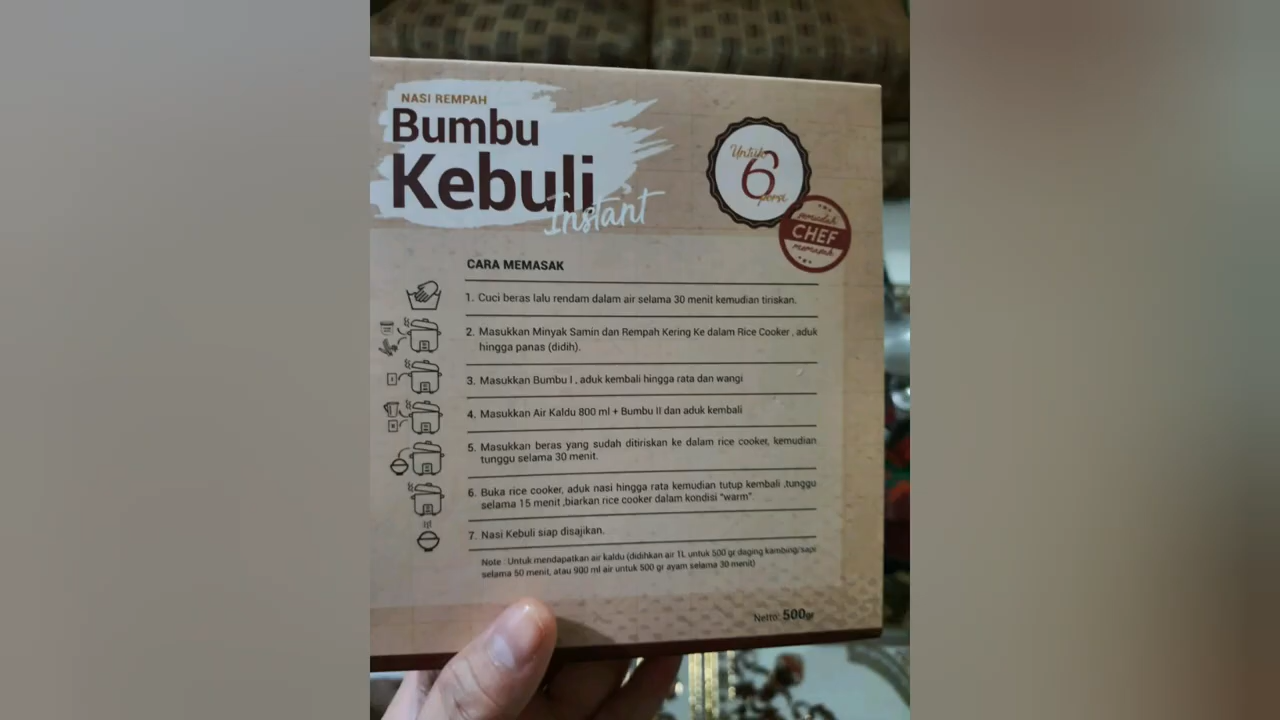 NASI REMPAH
Bumbu
Kebuli
Instant
Untuk
6
porsi
semudah
CHEF
memasak
CARA MEMASAK
1. Cuci beras lalu rendam dalam air selama 30 menit kemudian tiriskan.
2. Masukkan Minyak Samin dan Rempah Kering Ke dalam Rice Cooker , aduk
hingga panas (didih).
3. Masukkan Bumbu I , aduk kembali hingga rata dan wangi
4. Masukkan Air Kaldu 800 ml + Bumbu II dan aduk kembali
5. Masukkan beras yang sudah ditiriskan ke dalam rice cooker, kemudian
tunggu selama 30 menit.
6. Buka rice cooker, aduk nasi hingga rata kemudian tutup kembali ,tunggu
selama 15 menit ,biarkan rice cooker dalam kondisi “warm”
7. Nasi Kebuli siap disajikan.
Note : Untuk mendapatkan air kaldu (didihkan air 1L untuk 500 gr daging kambing/sapi
selama 50 menit, atau 900 ml air untuk 500 gr ayam selama 30 menit)
Netto: 500gr